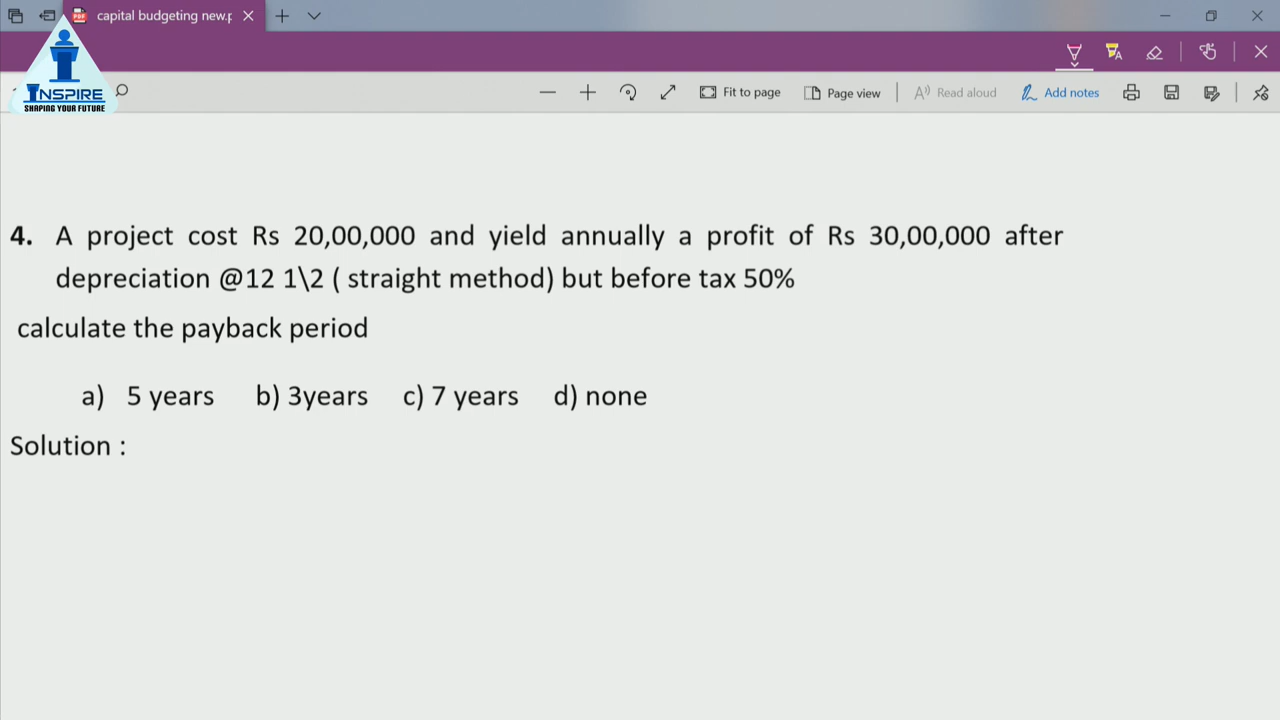 capital budgeting new.p
INSPIRE
SHAPING YOUR FUTURE
Fit to page
Page view
Read aloud
Add notes
4. A project cost Rs 20,00,000 and yield annually a profit of Rs 30,00,000 after
depreciation @12 1\2 ( straight method) but before tax 50%
calculate the payback period
a) 5 years b) 3years c) 7 years d) none
Solution :